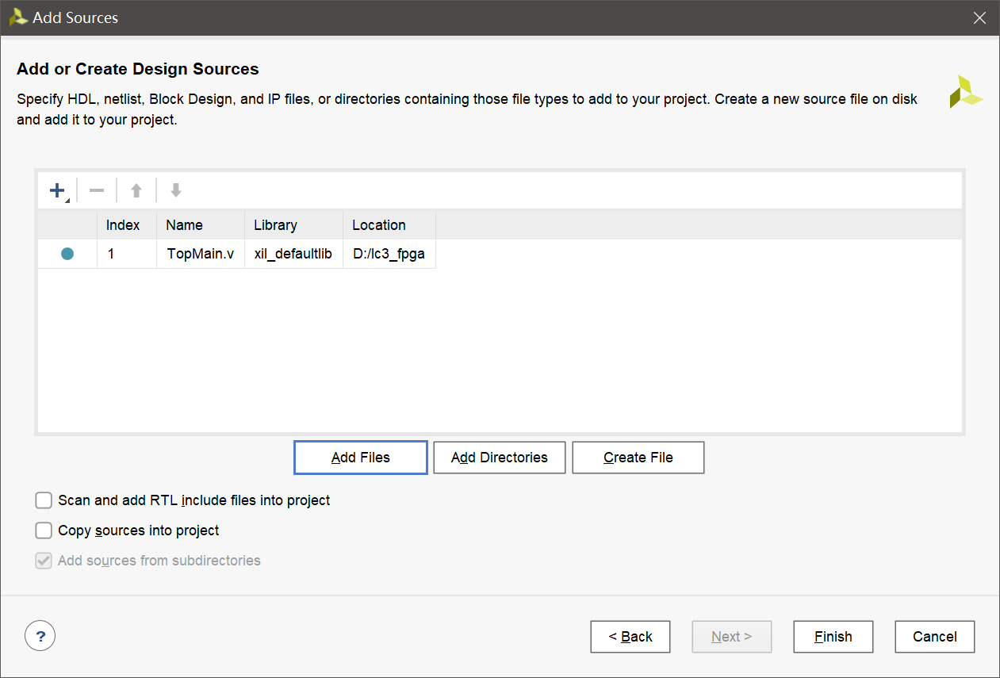 Add Sources
Add or Create Design Sources
Specify HDL, netlist, Block Design, and IP files, or directories containing those file types to add to your project. Create a new source file on disk
and add it to your project.
Index Name Library Location
1 TopMain.v xil_defaultlib D:/lc3_fpga
Add Files Add Directories Create File
Scan and add RTL include files into project
Copy sources into project
Add sources from subdirectories
? < Back Next > Finish Cancel